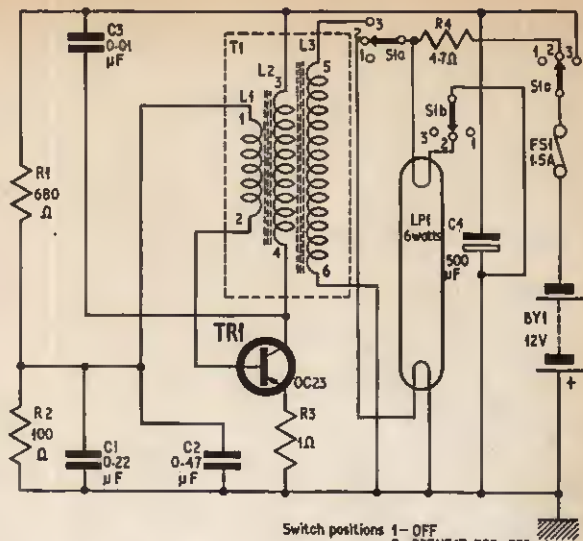 C3
0·01
μF
T1
L3
L2
L1
3
5
1
2
4
6
3
2
1
S1a
R4
4·7Ω
1
2
3
S1c
S1b
3
2
1
FS1
1.5A
R1
680
Ω
LP1
6watts
C4
500
μF
BY1
12V
+
TR1
OC23
R2
100
Ω
C1
0·22
μF
C2
0·47
μF
R3
1Ω
Switch positions 1– OFF